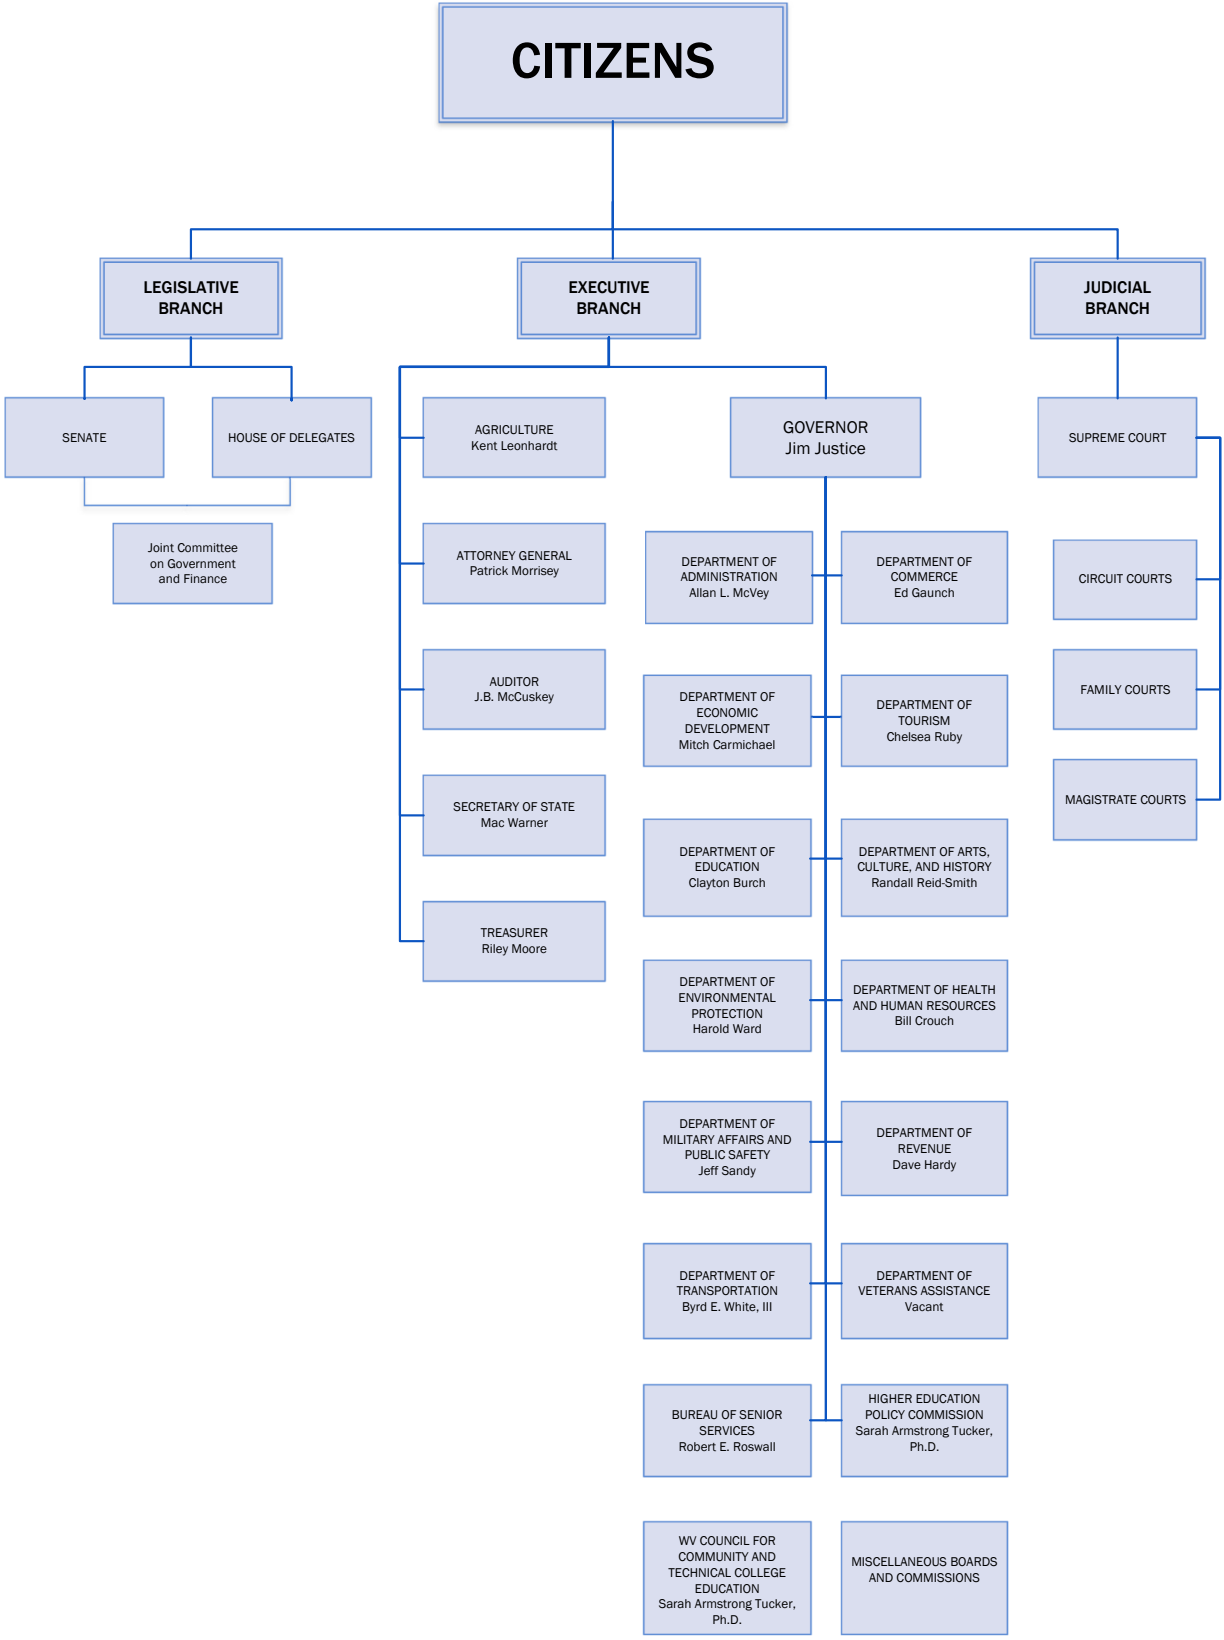 CITIZENS
LEGISLATIVE
BRANCH
EXECUTIVE
BRANCH
JUDICIAL
BRANCH
SENATE
HOUSE OF DELEGATES
Joint Committee
on Government
and Finance
AGRICULTURE
Kent Leonhardt
ATTORNEY GENERAL
Patrick Morrisey
AUDITOR
J.B. McCuskey
SECRETARY OF STATE
Mac Warner
TREASURER
Riley Moore
GOVERNOR
Jim Justice
DEPARTMENT OF
ADMINISTRATION
Allan L. McVey
DEPARTMENT OF
COMMERCE
Ed Gaunch
DEPARTMENT OF
ECONOMIC
DEVELOPMENT
Mitch Carmichael
DEPARTMENT OF
TOURISM
Chelsea Ruby
DEPARTMENT OF
EDUCATION
Clayton Burch
DEPARTMENT OF ARTS,
CULTURE, AND HISTORY
Randall Reid-Smith
DEPARTMENT OF
ENVIRONMENTAL
PROTECTION
Harold Ward
DEPARTMENT OF HEALTH
AND HUMAN RESOURCES
Bill Crouch
DEPARTMENT OF
MILITARY AFFAIRS AND
PUBLIC SAFETY
Jeff Sandy
DEPARTMENT OF
REVENUE
Dave Hardy
DEPARTMENT OF
TRANSPORTATION
Byrd E. White, III
DEPARTMENT OF
VETERANS ASSISTANCE
Vacant
BUREAU OF SENIOR
SERVICES
Robert E. Roswall
HIGHER EDUCATION
POLICY COMMISSION
Sarah Armstrong Tucker,
Ph.D.
WV COUNCIL FOR
COMMUNITY AND
TECHNICAL COLLEGE
EDUCATION
Sarah Armstrong Tucker,
Ph.D.
MISCELLANEOUS BOARDS
AND COMMISSIONS
SUPREME COURT
CIRCUIT COURTS
FAMILY COURTS
MAGISTRATE COURTS